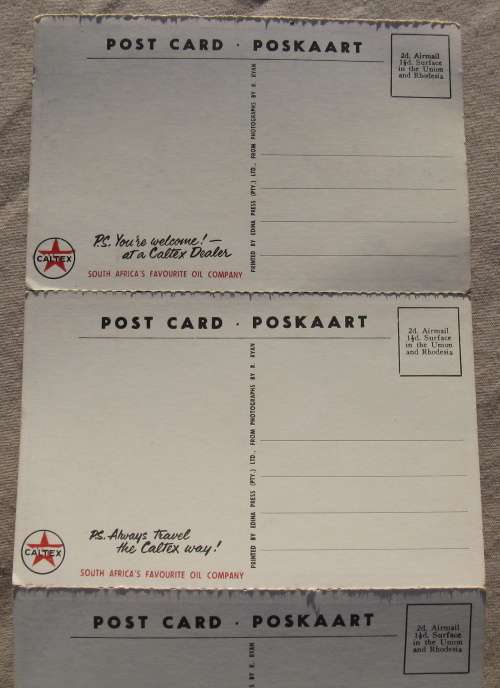 POST CARD · POSKAART
2d. Airmail
1½d. Surface
in the Union
and Rhodesia
PRINTED BY EDNA PRESS (PTY.) LTD., FROM PHOTOGRAPHS BY R. RYAN
P.S. You're welcome! —
at a Caltex Dealer
CALTEX
SOUTH AFRICA'S FAVOURITE OIL COMPANY
POST CARD · POSKAART
2d. Airmail
1½d. Surface
in the Union
and Rhodesia
PRINTED BY EDNA PRESS (PTY.) LTD., FROM PHOTOGRAPHS BY R. RYAN
P.S. Always travel
the Caltex way!
CALTEX
SOUTH AFRICA'S FAVOURITE OIL COMPANY
POST CARD · POSKAART
2d. Airmail
1½d. Surface
in the Union
and Rhodesia
BY R. RYAN